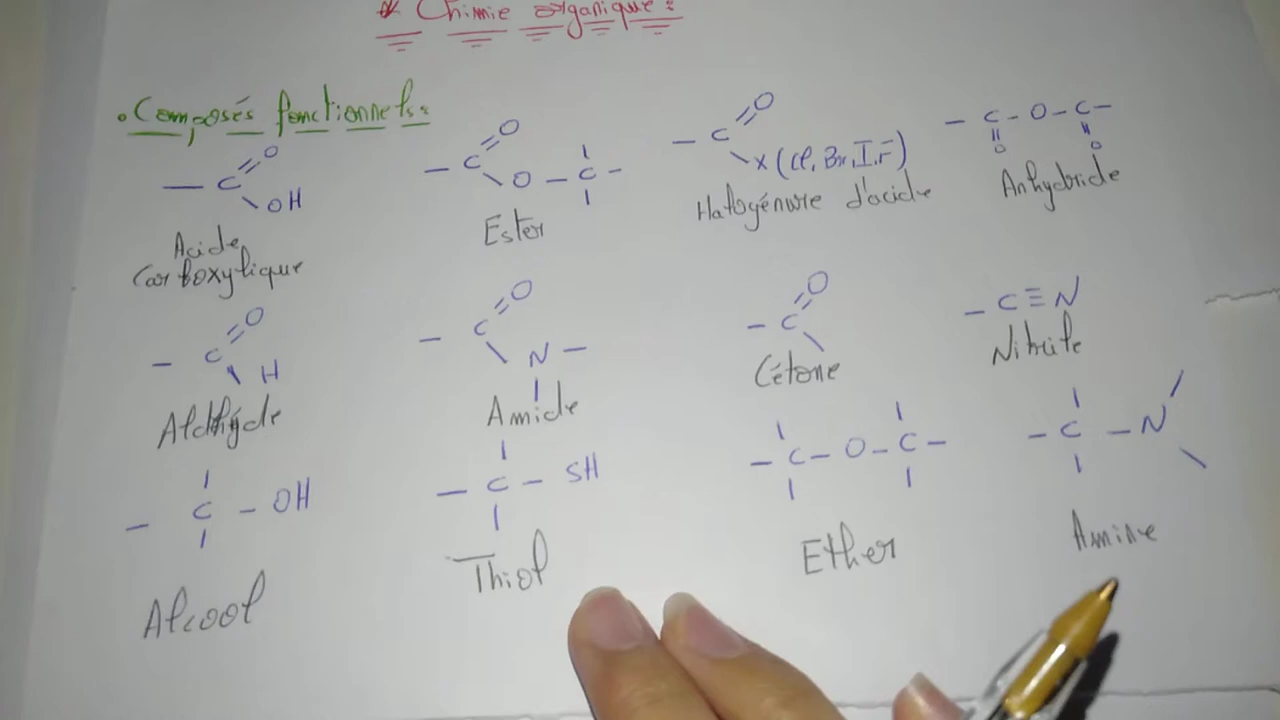 * Chimie organique:
• Composés fonctionnels:
— C = O \ OH
Acide Carboxylique
— C = O \ O — C —
Ester
— C = O \ X (Cl, Br, I, F)
Halogénure d'acide
— C — O — C —
O O
Anhydride
— C = O \ H
Aldhéyde
— C = O \ N —
Amide
— C = O \
Cétone
— C ≡ N
Nitrile
— C — OH
Alcool
— C — SH
Thiol
— C — O — C —
Ether
— C — N
Amine